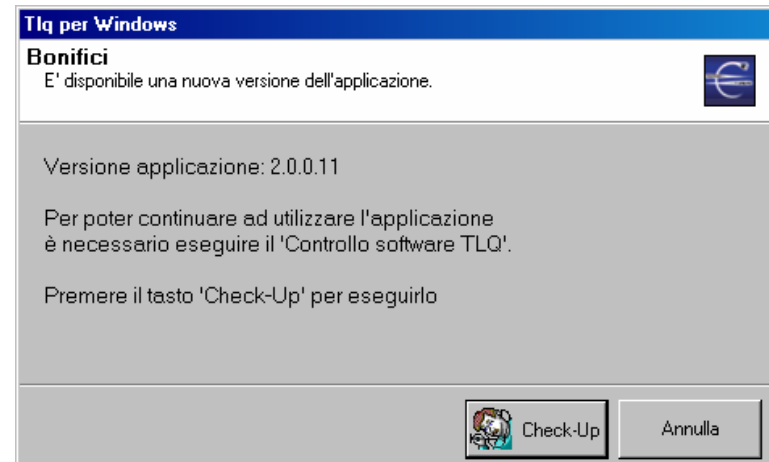 Tlq per Windows
Bonifici
E' disponibile una nuova versione dell'applicazione.
Versione applicazione: 2.0.0.11
Per poter continuare ad utilizzare l'applicazione
è necessario eseguire il 'Controllo software TLQ'.
Premere il tasto 'Check-Up' per eseguirlo
Check-Up
Annulla